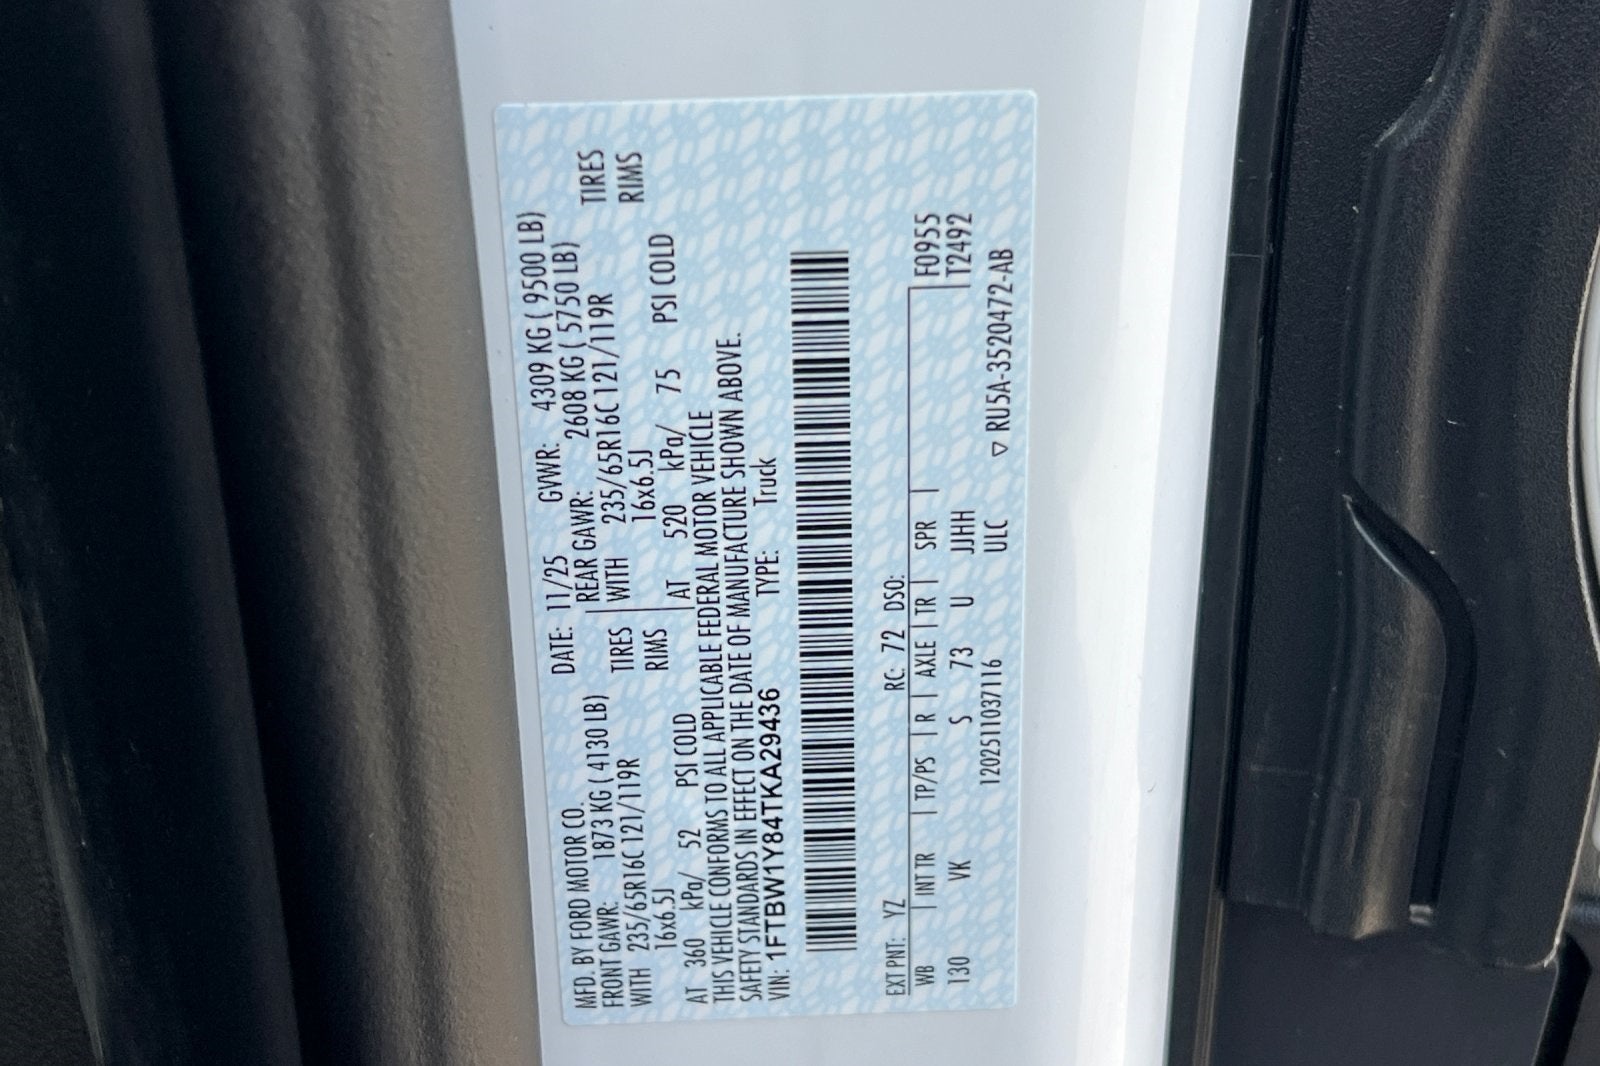 MFD. BY FORD MOTOR CO.
DATE: 11/25 GVWR: 4309 KG ( 9500 LB)
FRONT GAWR: 1873 KG ( 4130 LB) REAR GAWR: 2608 KG ( 5750 LB)
WITH 235/65R16C 121/119R TIRES WITH 235/65R16C 121/119R TIRES
16x6.5J RIMS 16x6.5J RIMS
AT 360 kPa/ 52 PSI COLD AT 520 kPa/ 75 PSI COLD
THIS VEHICLE CONFORMS TO ALL APPLICABLE FEDERAL MOTOR VEHICLE
SAFETY STANDARDS IN EFFECT ON THE DATE OF MANUFACTURE SHOWN ABOVE.
VIN: 1FTBW1Y84TKA29436 TYPE: Truck
EXT PNT: YZ RC: 72 DSO:
WB | INT TR | TP/PS | R | AXLE | TR | SPR | F0955
130 VK S 73 U JJHH T2492
1202511037116 ULC ▽ RU5A-3520472-AB